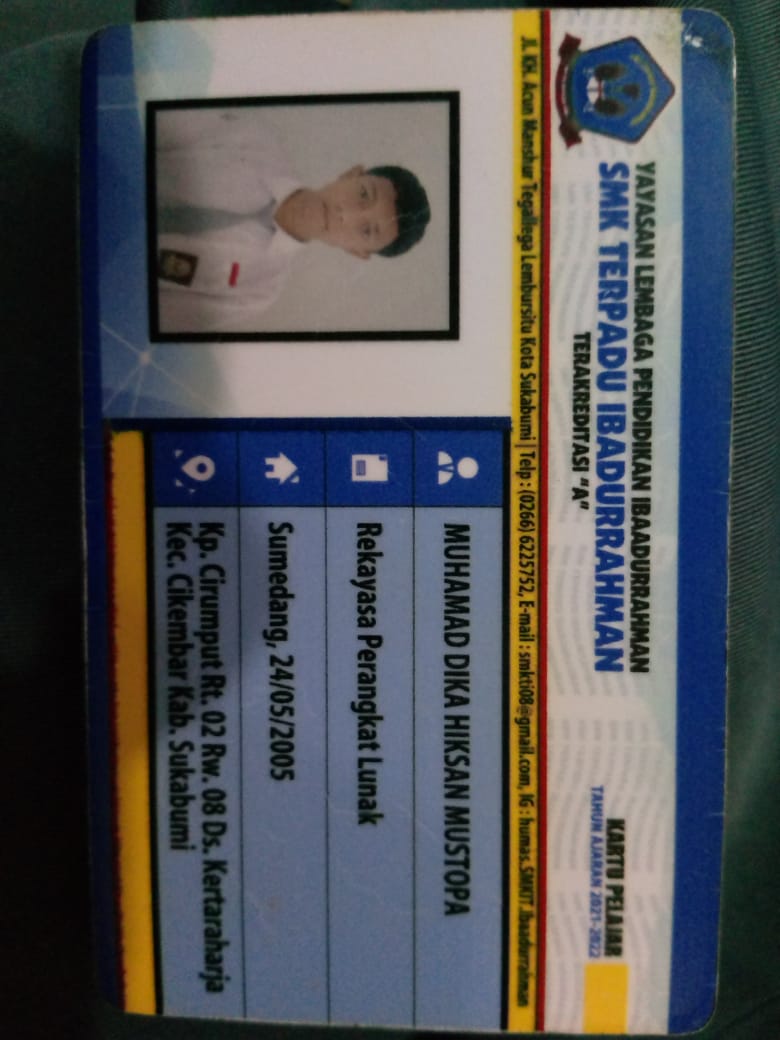 YAYASAN LEMBAGA PENDIDIKAN IBAADURRAHMAN
SMK TERPADU IBADURRAHMAN
TERAKREDITASI "A"
KARTU PELAJAR
TAHUN AJARAN 2021-2022
Jl. KH. Acun Manshur Tegallega Lembursitu Kota Sukabumi | Telp : (0266) 6225752, E-mail : smkti08@gmail.com, IG : humas.SMKIT.Ibaadurrahman
MUHAMAD DIKA HIKSAN MUSTOPA
Rekayasa Perangkat Lunak
Sumedang, 24/05/2005
Kp. Cirumput Rt. 02 Rw. 08 Ds. Kertaraharja
Kec. Cikembar Kab. Sukabumi